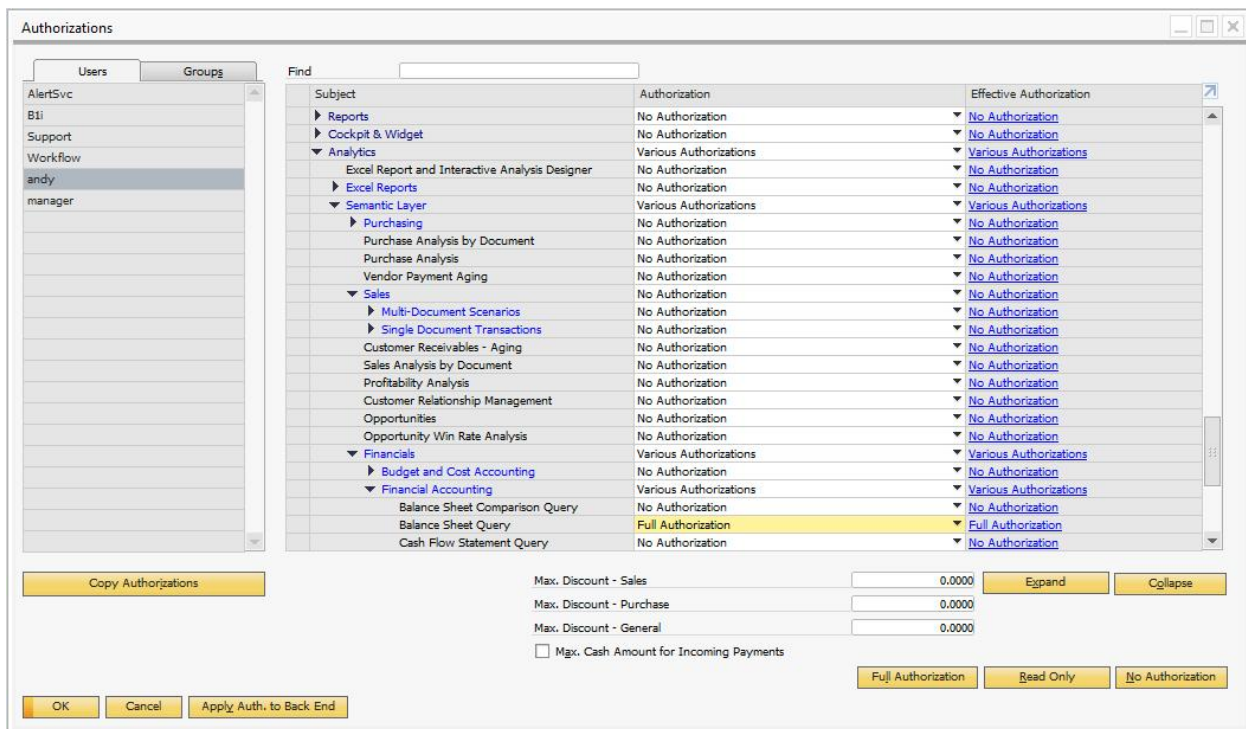 Authorizations
Users Groups Find
AlertSvc
B1i
Support
Workflow
andy
manager
Subject Authorization Effective Authorization
Reports No Authorization No Authorization
Cockpit & Widget No Authorization No Authorization
Analytics Various Authorizations Various Authorizations
Excel Report and Interactive Analysis Designer No Authorization No Authorization
Excel Reports No Authorization No Authorization
Semantic Layer Various Authorizations Various Authorizations
Purchasing No Authorization No Authorization
Purchase Analysis by Document No Authorization No Authorization
Purchase Analysis No Authorization No Authorization
Vendor Payment Aging No Authorization No Authorization
Sales No Authorization No Authorization
Multi-Document Scenarios No Authorization No Authorization
Single Document Transactions No Authorization No Authorization
Customer Receivables - Aging No Authorization No Authorization
Sales Analysis by Document No Authorization No Authorization
Profitability Analysis No Authorization No Authorization
Customer Relationship Management No Authorization No Authorization
Opportunities No Authorization No Authorization
Opportunity Win Rate Analysis No Authorization No Authorization
Financials Various Authorizations Various Authorizations
Budget and Cost Accounting No Authorization No Authorization
Financial Accounting Various Authorizations Various Authorizations
Balance Sheet Comparison Query No Authorization No Authorization
Balance Sheet Query Full Authorization Full Authorization
Cash Flow Statement Query No Authorization No Authorization
Copy Authorizations
Max. Discount - Sales 0.0000 Expand Collapse
Max. Discount - Purchase 0.0000
Max. Discount - General 0.0000
Max. Cash Amount for Incoming Payments
Full Authorization Read Only No Authorization
OK Cancel Apply Auth. to Back End